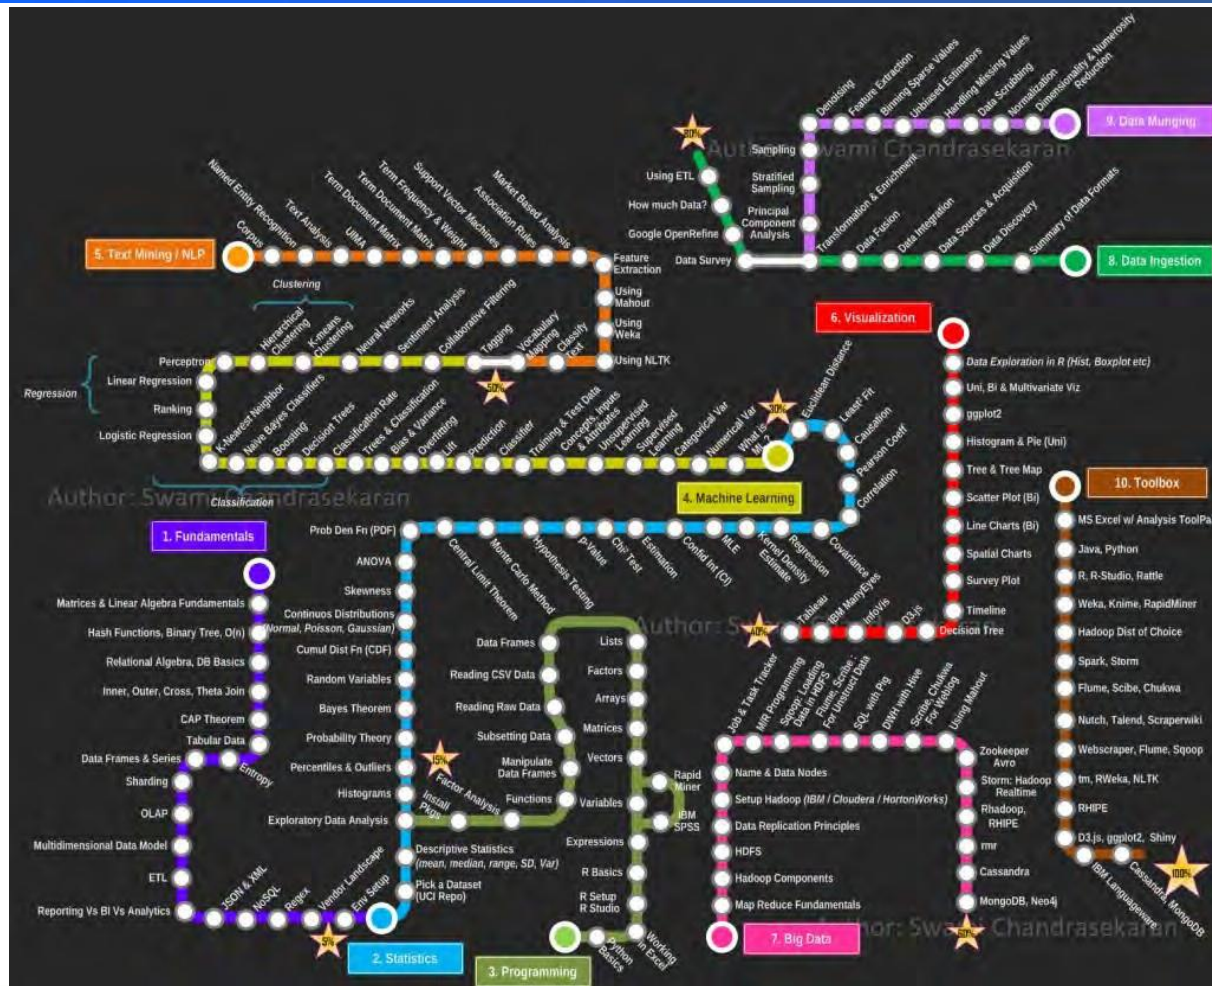 9. Data Munging
Denoising
Feature Extraction
Binning Sparse Values
Unbiased Estimators
Handling Missing Values
Data Scrubbing
Normalization
Dimensionality & Numerosity
Reduction
Sampling
Stratified
Sampling
Principal
Component
Analysis
80%
Author: Swami Chandrasekaran
Using ETL
How much Data?
Google OpenRefine
Data Survey
Transformation & Enrichment
Data Fusion
Data Integration
Data Sources & Acquisition
Data Discovery
Summary of Data Formats
8. Data Ingestion
5. Text Mining / NLP
Corpus
Named Entity Recognition
Text Analysis
UIMA
Term Document Matrix
Term Document Matrix
Term Frequency & Weight
Support Vector Machines
Association Rules
Market Based Analysis
Feature
Extraction
Using
Mahout
Using
Weka
Using NLTK
Classify
Text
Vocabulary
Mapping
50%
Tagging
Collaborative Filtering
Sentiment Analysis
Neural Networks
Clustering
K-means
Clustering
Hierarchical
Clustering
Perceptron
Regression
Linear Regression
Ranking
Logistic Regression
K-Nearest Neighbor
Naive Bayes Classifiers
Boosting
Decision Trees
Classification Rate
Classification
Trees & Classification
Bias & Variance
Overfitting
Lift
Prediction
Classifier
Training & Test Data
Concepts, Inputs
& Attributes
Unsupervised
Learning
Supervised
Learning
Categorical Var
Numerical Var
What is
ML?
30%
4. Machine Learning
Author: Swami Chandrasekaran
Euclidean Distance
Least Fit
Causation
Pearson Coeff
Correlation
Covariance
Regression
Kernel Density
Estimate
MLE
Confid Int (CI)
Estimation
Chi² Test
p-Value
Hypothesis Testing
Monte Carlo Method
Central Limit Theorem
Prob Den Fn (PDF)
ANOVA
Skewness
Continuos Distributions
(Normal, Poisson, Gaussian)
Cumul Dist Fn (CDF)
Random Variables
Bayes Theorem
Probability Theory
Percentiles & Outliers
Histograms
Exploratory Data Analysis
Descriptive Statistics
(mean, median, range, SD, Var)
Pick a Dataset
(UCI Repo)
2. Statistics
1. Fundamentals
Matrices & Linear Algebra Fundamentals
Hash Functions, Binary Tree, O(n)
Relational Algebra, DB Basics
Inner, Outer, Cross, Theta Join
CAP Theorem
Tabular Data
Entropy
Data Frames & Series
Sharding
OLAP
Multidimensional Data Model
ETL
Reporting Vs BI Vs Analytics
JSON & XML
NoSQL
Regex
Vendor Landscape
Env Setup
5%
15%
Install
Pkgs
Factor Analysis
Functions
Manipulate
Data Frames
Subsetting Data
Reading Raw Data
Reading CSV Data
Data Frames
Lists
Factors
Arrays
Matrices
Vectors
Rapid
Miner
IBM
SPSS
Variables
Expressions
R Basics
R Setup
R Studio
Working
in Excel
Python
Basics
3. Programming
6. Visualization
Data Exploration in R (Hist, Boxplot etc)
Uni, Bi & Multivariate Viz
ggplot2
Histogram & Pie (Uni)
Tree & Tree Map
Scatter Plot (Bi)
Line Charts (Bi)
Spatial Charts
Survey Plot
Timeline
Decision Tree
D3.js
InfoVis
IBM ManyEyes
Tableau
40%
Author: Swami Chandrasekaran
7. Big Data
Map Reduce Fundamentals
Hadoop Components
HDFS
Data Replication Principles
Setup Hadoop (IBM / Cloudera / HortonWorks)
Name & Data Nodes
Job & Task Tracker
M/R Programming
Sqoop: Loading
Data in HDFS
Flume, Scribe :
For Unstruct Data
SQL with Pig
DWH with Hive
Scribe, Chukwa
For Weblog
Using Mahout
Zookeeper
Avro
Storm: Hadoop
Realtime
Rhadoop,
RHIPE
rmr
Cassandra
MongoDB, Neo4j
60%
hor: Swami Chandrasekaran
10. Toolbox
MS Excel w/ Analysis ToolPa
Java, Python
R, R-Studio, Rattle
Weka, Knime, RapidMiner
Hadoop Dist of Choice
Spark, Storm
Flume, Scibe, Chukwa
Nutch, Talend, Scraperwiki
Webscraper, Flume, Sqoop
tm, RWeka, NLTK
RHIPE
D3.js, ggplot2, Shiny
IBM Languageware
Cassandra, MongoDB
100%